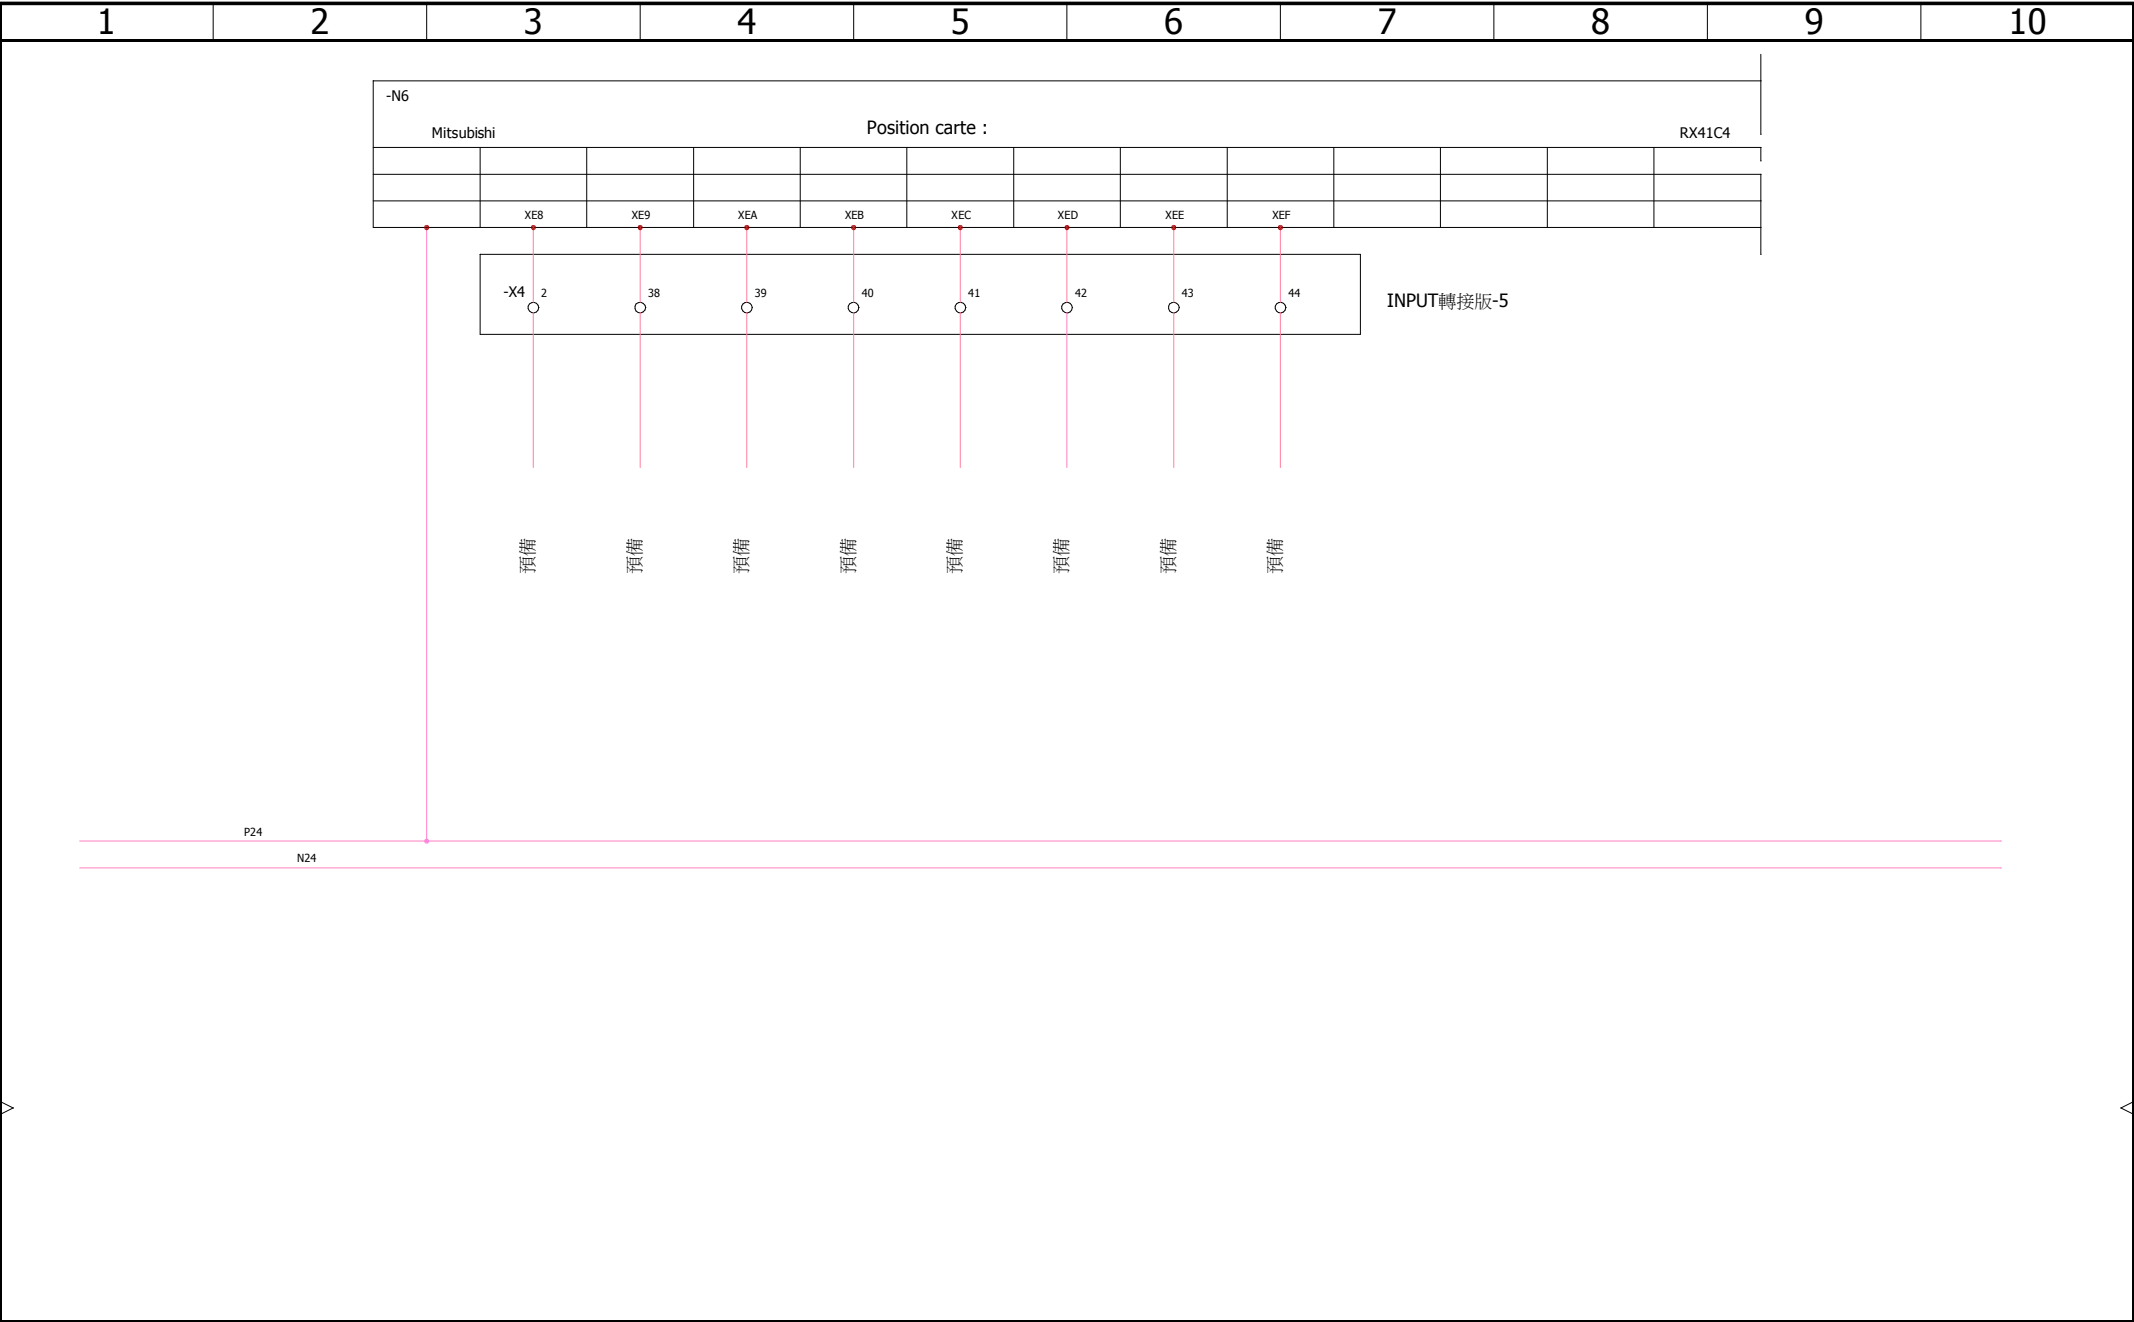 1 2 3 4 5 6 7 8 9 10
-N6
Mitsubishi Position carte : RX41C4
XE8 XE9 XEA XEB XEC XED XEE XEF
-X4 2 38 39 40 41 42 43 44
INPUT轉接版-5
預備 預備 預備 預備 預備 預備 預備 預備
P24
N24